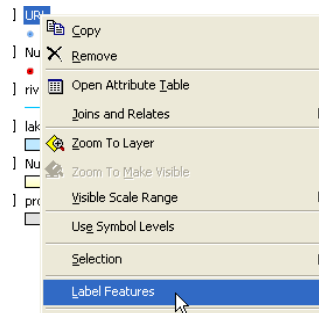 URL
Copy
Nu
Remove
riv
Open Attribute Table
Joins and Relates
lak
Zoom To Layer
Nu
Zoom To Make Visible
pro
Visible Scale Range
Use Symbol Levels
Selection
Label Features